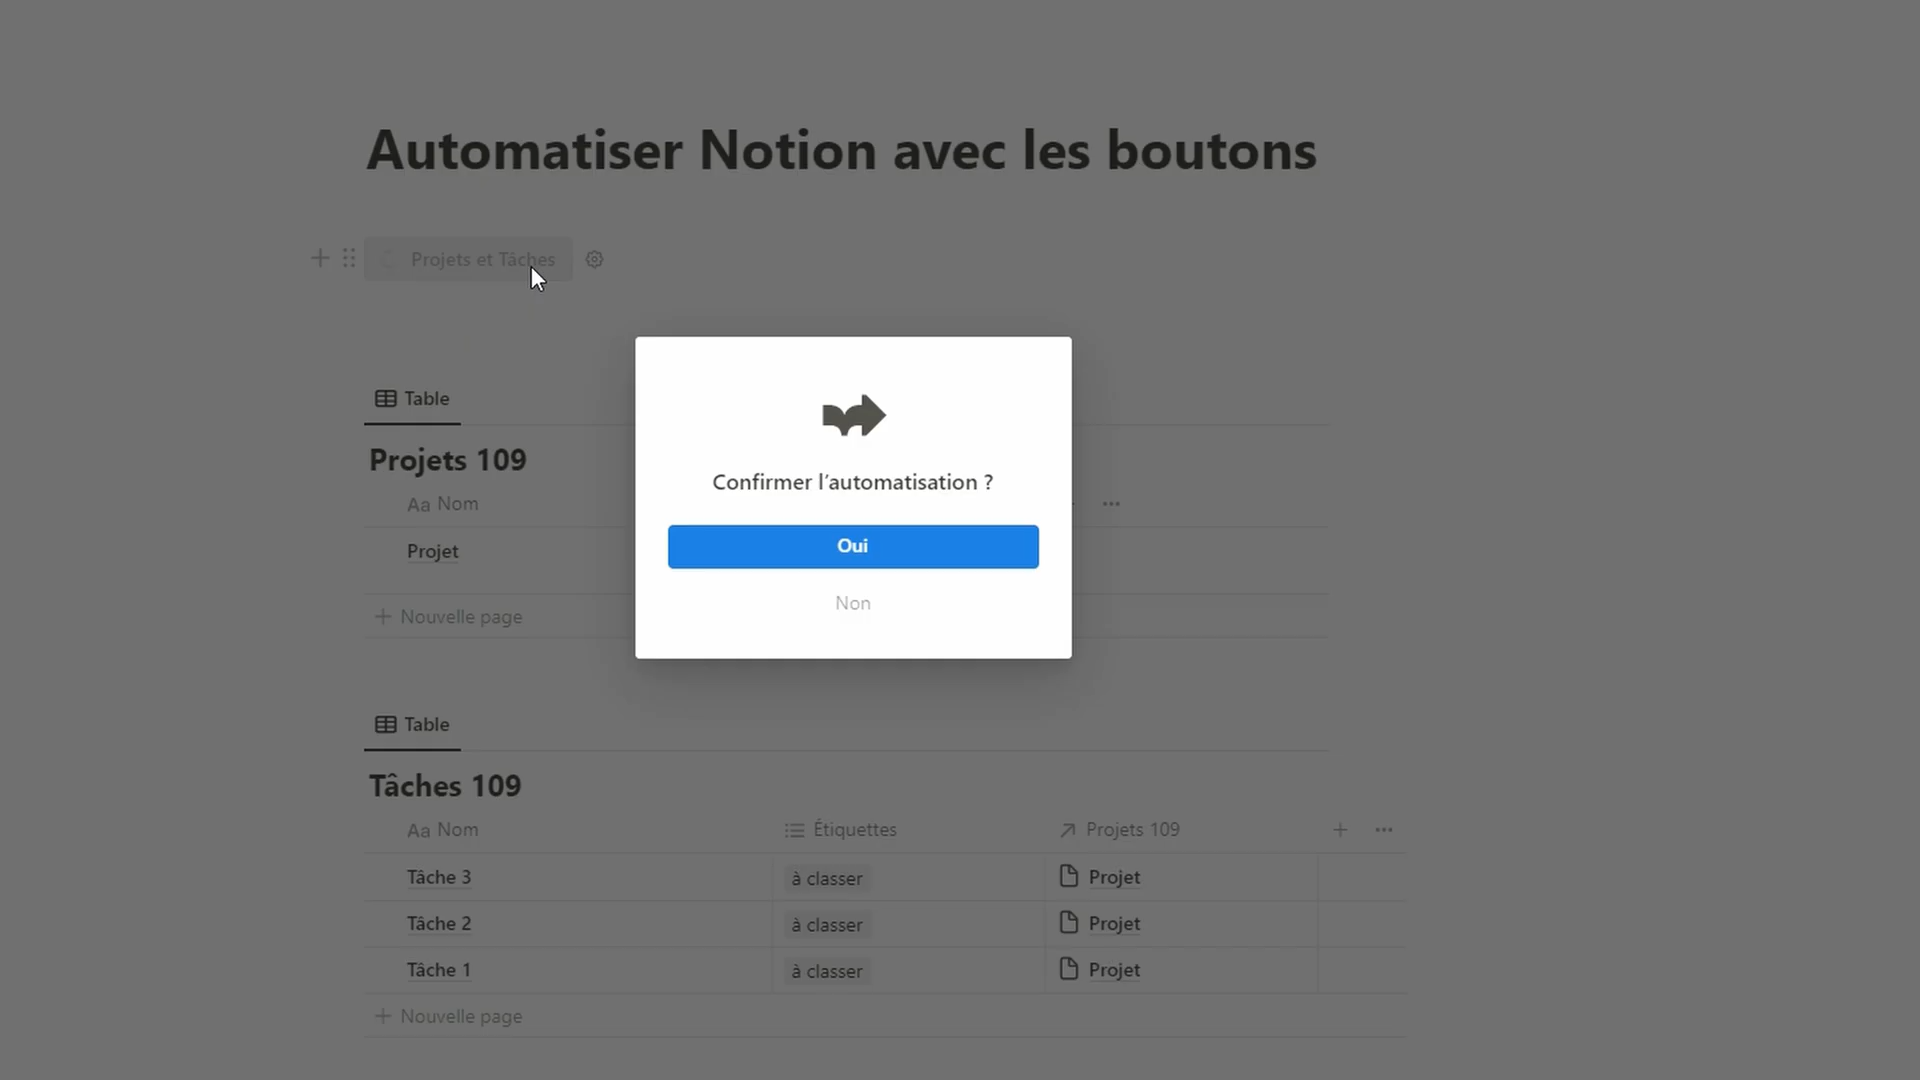 Automatiser Notion avec les boutons
Projets et Tâches
Table
Projets 109
Aa Nom
Projet
Nouvelle page
Confirmer l'automatisation ?
Oui
Non
Table
Tâches 109
Aa Nom Étiquettes Projets 109
Tâche 3 à classer Projet
Tâche 2 à classer Projet
Tâche 1 à classer Projet
Nouvelle page